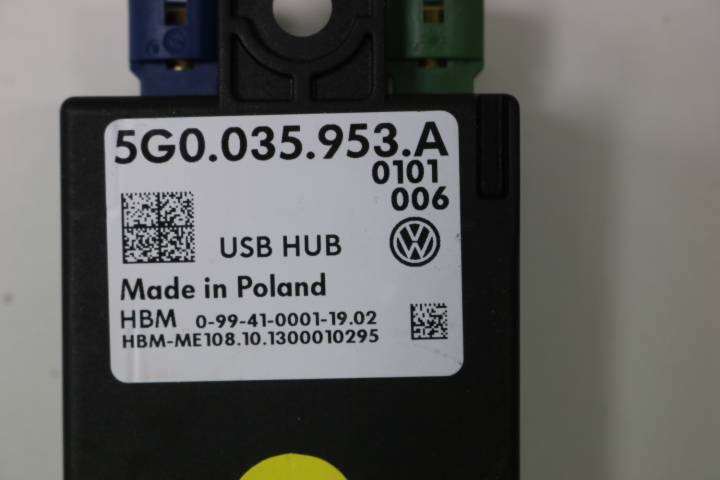 5G0.035.953.A
0101
006
USB HUB
Made in Poland
HBM 0-99-41-0001-19.02
HBM-ME108.10.1300010295